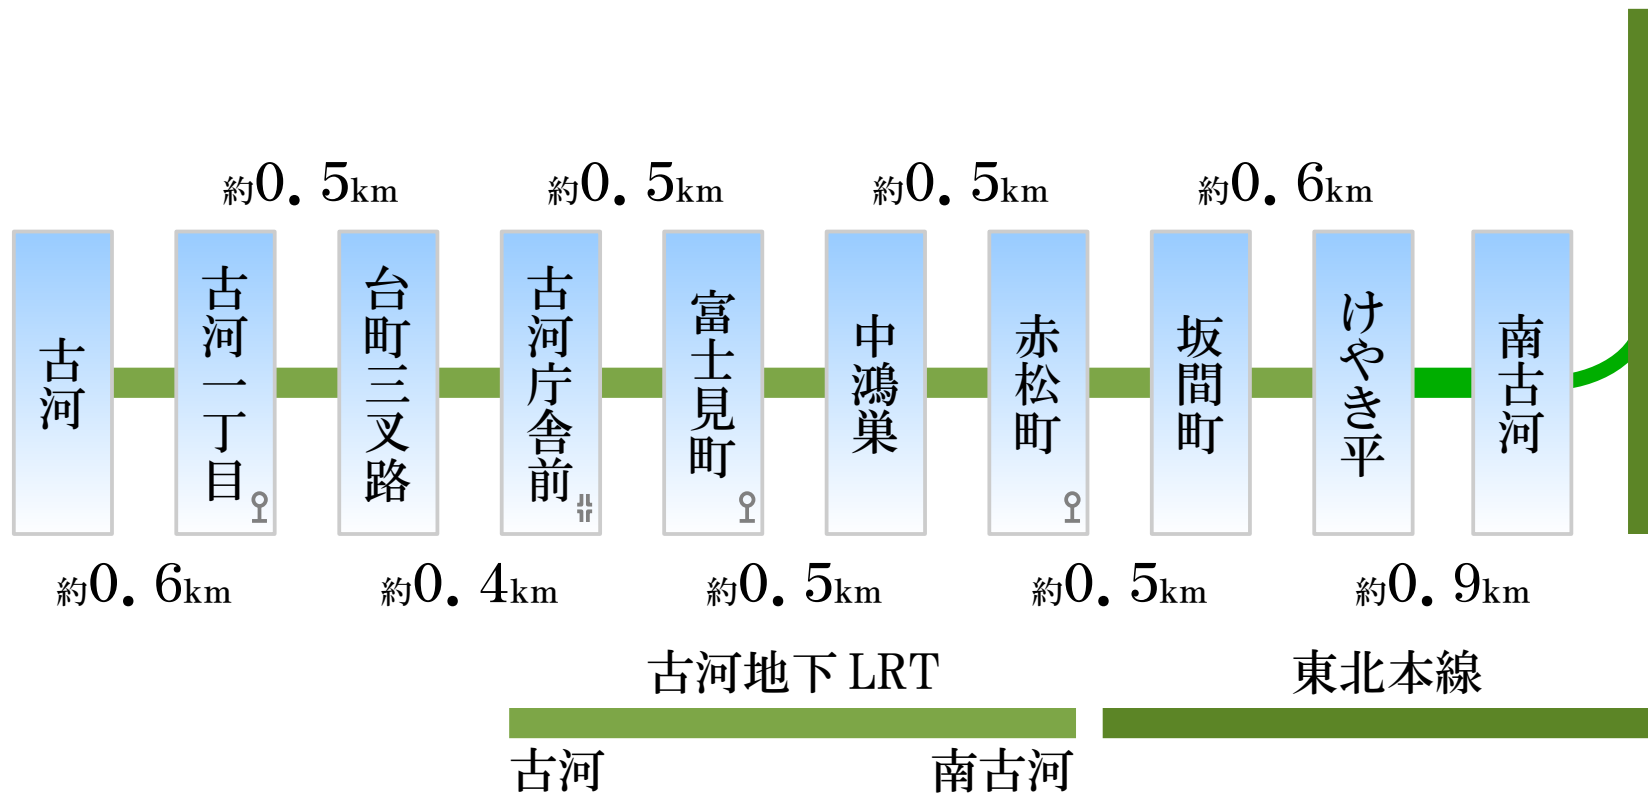 約0.5km
約0.5km
約0.5km
約0.6km
古河
古河一丁目
台町三叉路
古河庁舎前
富士見町
中鴻巣
赤松町
坂間町
けやき平
南古河
約0.6km
約0.4km
約0.5km
約0.5km
約0.9km
古河地下LRT
東北本線
古河
南古河